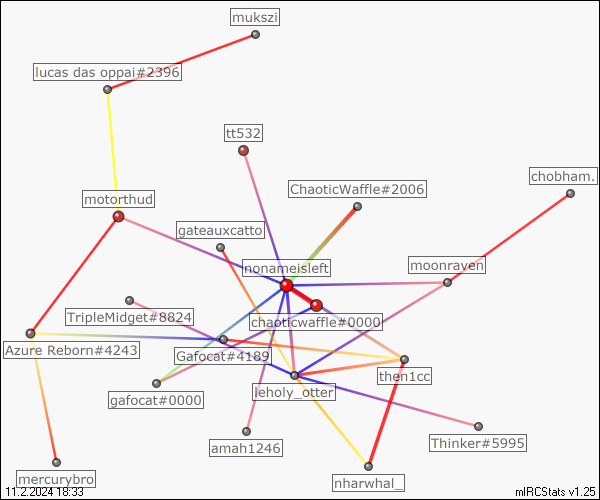 mukszi
lucas das oppai#2396
tt532
chobham.
ChaoticWaffle#2006
motorthud
gateauxcatto
nonameisleft
moonraven
TripleMidget#8824
chaoticwaffle#0000
Azure Reborn#4243
Gafocat#4189
then1cc
leholy_otter
gafocat#0000
amah1246
Thinker#5995
mercurybro
nharwhal_
11.2.2024 18:33
mIRCStats v1.25